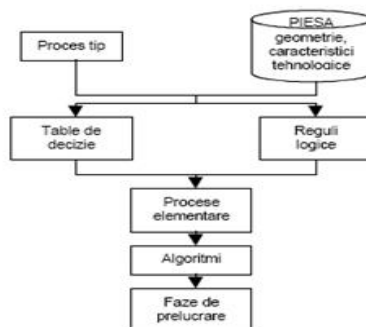 Proces tip
PIESA
geometrie,
caracteristici
tehnologice
Table de
decizie
Reguli
logice
Procese
elementare
Algoritmi
Faze de
prelucrare